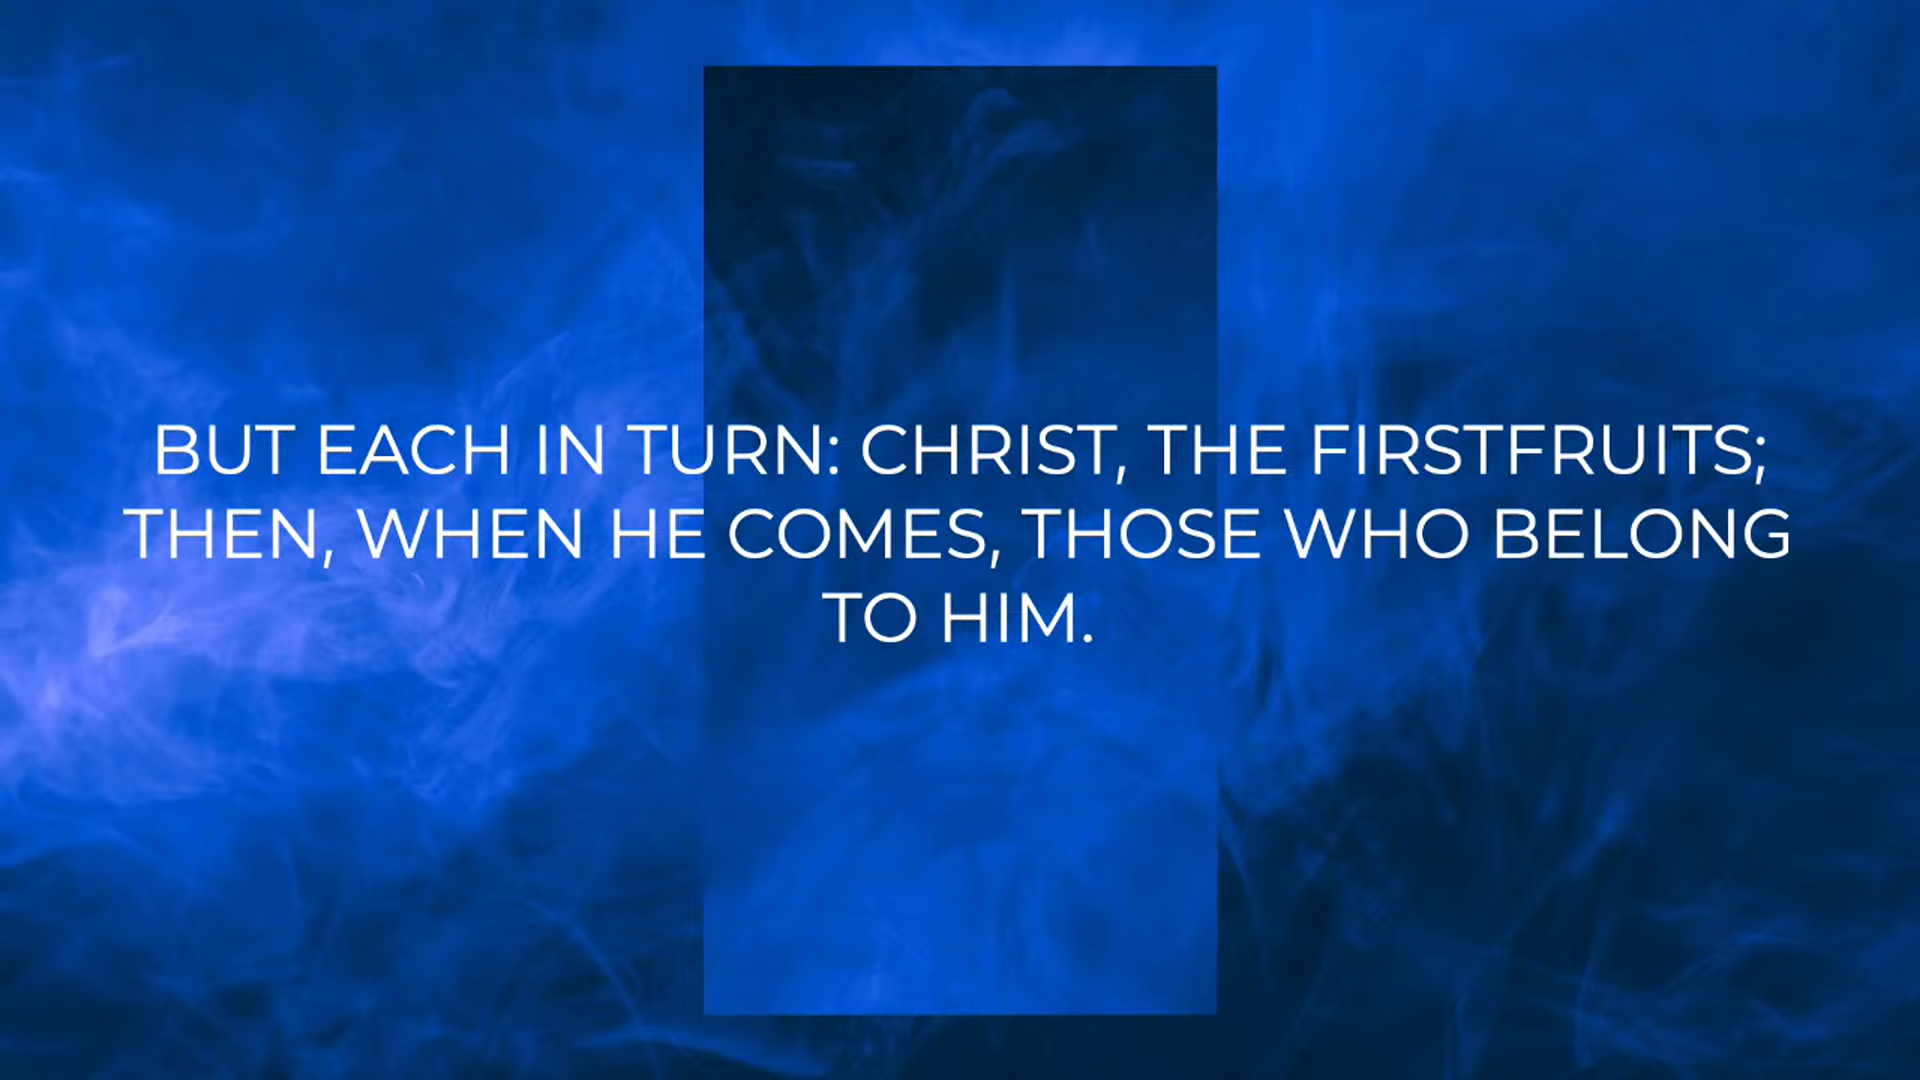 BUT EACH IN TURN: CHRIST, THE FIRSTFRUITS;
THEN, WHEN HE COMES, THOSE WHO BELONG
TO HIM.